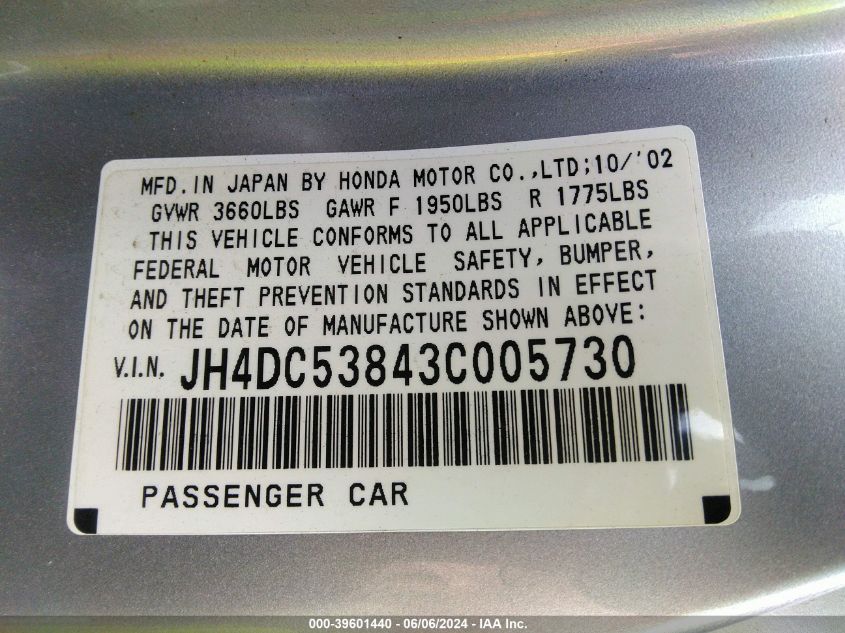 MFD.IN JAPAN BY HONDA MOTOR CO.,LTD;10/'02
GVWR 3660LBS GAWR F 1950LBS R 1775LBS
THIS VEHICLE CONFORMS TO ALL APPLICABLE
FEDERAL MOTOR VEHICLE SAFETY, BUMPER,
AND THEFT PREVENTION STANDARDS IN EFFECT
ON THE DATE OF MANUFACTURE SHOWN ABOVE:
V.I.N. JH4DC53843C005730
PASSENGER CAR
000-39601440 - 06/06/2024 - IAA Inc.